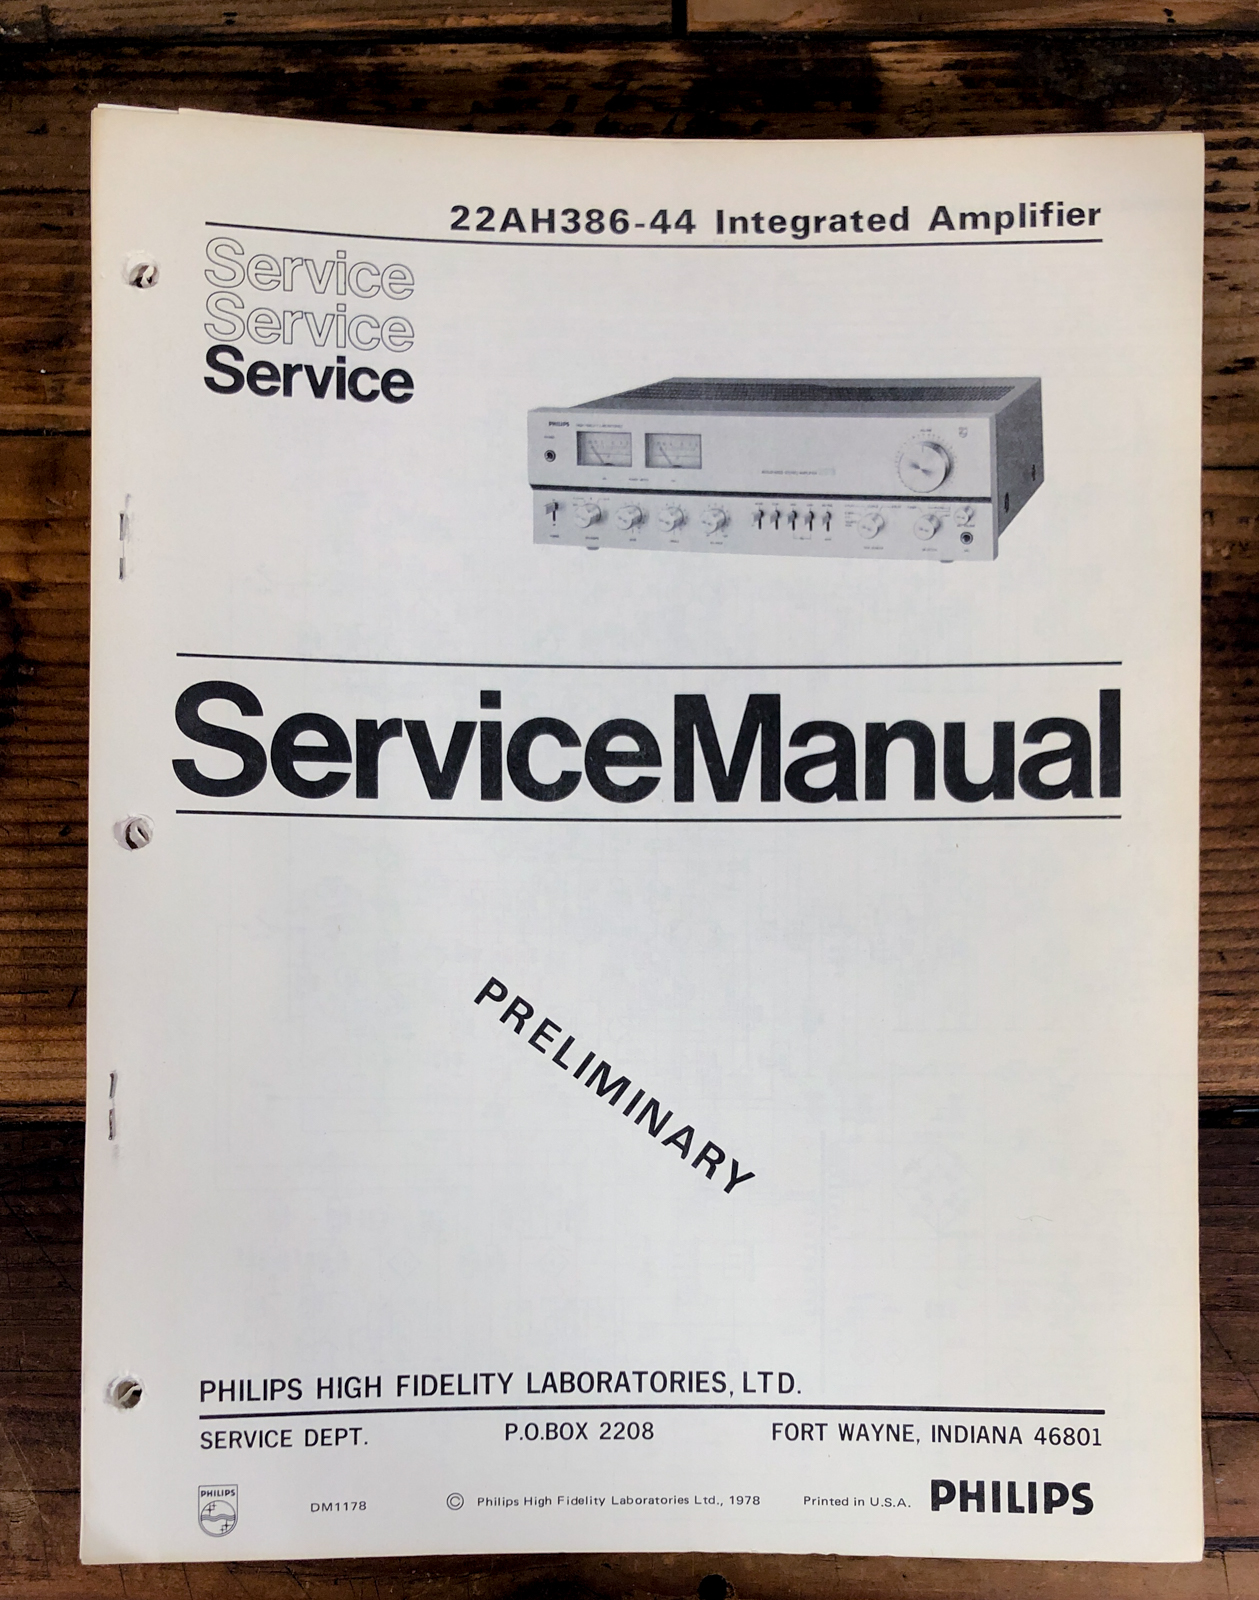 22AH386-44 Integrated Amplifier
Service
Service
Service
PHILIPS
ServiceManual
PRELIMINARY
PHILIPS HIGH FIDELITY LABORATORIES, LTD.
SERVICE DEPT. P.O.BOX 2208 FORT WAYNE, INDIANA 46801
PHILIPS
DM1178 © Philips High Fidelity Laboratories Ltd., 1978 Printed in U.S.A. PHILIPS